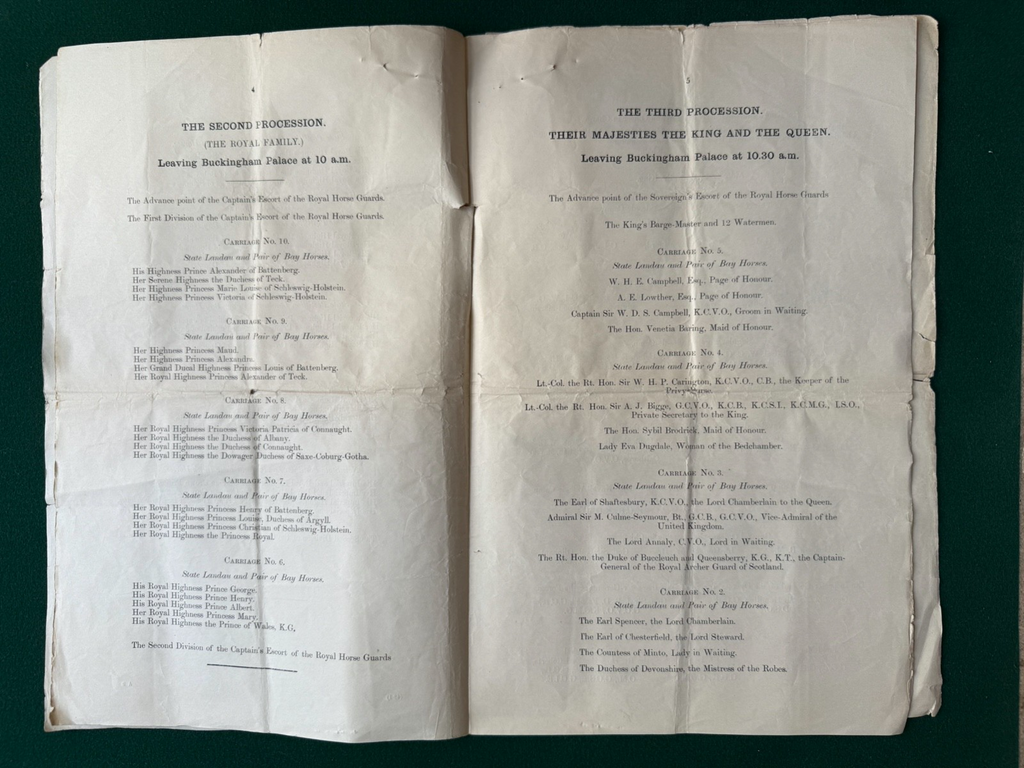 4
THE SECOND PROCESSION.
(THE ROYAL FAMILY.)
Leaving Buckingham Palace at 10 a.m.
The Advance point of the Captain's Escort of the Royal Horse Guards.
The First Division of the Captain's Escort of the Royal Horse Guards.
Carriage No. 10.
State Landau and Pair of Bay Horses.
His Highness Prince Alexander of Battenberg.
Her Serene Highness the Duchess of Teck.
Her Highness Princess Marie Louise of Schleswig-Holstein.
Her Highness Princess Victoria of Schleswig-Holstein.
Carriage No. 9.
State Landau and Pair of Bay Horses.
Her Highness Princess Maud.
Her Highness Princess Alexandra.
Her Grand Ducal Highness Princess Louis of Battenberg.
Her Royal Highness Princess Alexander of Teck.
Carriage No. 8.
State Landau and Pair of Bay Horses.
Her Royal Highness Princess Victoria Patricia of Connaught.
Her Royal Highness the Duchess of Albany.
Her Royal Highness the Duchess of Connaught.
Her Royal Highness the Dowager Duchess of Saxe-Coburg-Gotha.
Carriage No. 7.
State Landau and Pair of Bay Horses.
Her Royal Highness Princess Henry of Battenberg.
Her Royal Highness Princess Louise, Duchess of Argyll.
Her Royal Highness Princess Christian of Schleswig-Holstein.
Her Royal Highness the Princess Royal.
Carriage No. 6.
State Landau and Pair of Bay Horses.
His Royal Highness Prince George.
His Royal Highness Prince Henry.
His Royal Highness Prince Albert.
Her Royal Highness Princess Mary.
His Royal Highness the Prince of Wales, K.G,
The Second Division of the Captain's Escort of the Royal Horse Guards
5
THE THIRD PROCESSION.
THEIR MAJESTIES THE KING AND THE QUEEN.
Leaving Buckingham Palace at 10.30 a.m.
The Advance point of the Sovereign's Escort of the Royal Horse Guards
The King's Barge-Master and 12 Watermen.
Carriage No. 5.
State Landau and Pair of Bay Horses.
W. H. E. Campbell, Esq., Page of Honour.
A. E. Lowther, Esq., Page of Honour.
Captain Sir W. D. S. Campbell, K.C.V.O., Groom in Waiting.
The Hon. Venetia Baring, Maid of Honour.
Carriage No. 4.
State Landau and Pair of Bay Horses.
Lt.-Col. the Rt. Hon. Sir W. H. P. Carington, K.C.V.O., C.B., the Keeper of the
Privy Purse.
Lt.-Col. the Rt. Hon. Sir A. J. Bigge, G.C.V.O., K.C.B., K.C.S.I., K.C.M.G., I.S.O.,
Private Secretary to the King.
The Hon. Sybil Brodrick, Maid of Honour.
Lady Eva Dugdale, Woman of the Bedchamber.
Carriage No. 3.
State Landau and Pair of Bay Horses.
The Earl of Shaftesbury, K.C.V.O., the Lord Chamberlain to the Queen.
Admiral Sir M. Culme-Seymour, Bt., G.C.B., G.C.V.O., Vice-Admiral of the
United Kingdom.
The Lord Annaly, C.V.O., Lord in Waiting.
The Rt. Hon. the Duke of Buccleuch and Queensberry, K.G., K.T., the Captain-
General of the Royal Archer Guard of Scotland.
Carriage No. 2.
State Landau and Pair of Bay Horses.
The Earl Spencer, the Lord Chamberlain.
The Earl of Chesterfield, the Lord Steward.
The Countess of Minto, Lady in Waiting.
The Duchess of Devonshire, the Mistress of the Robes.